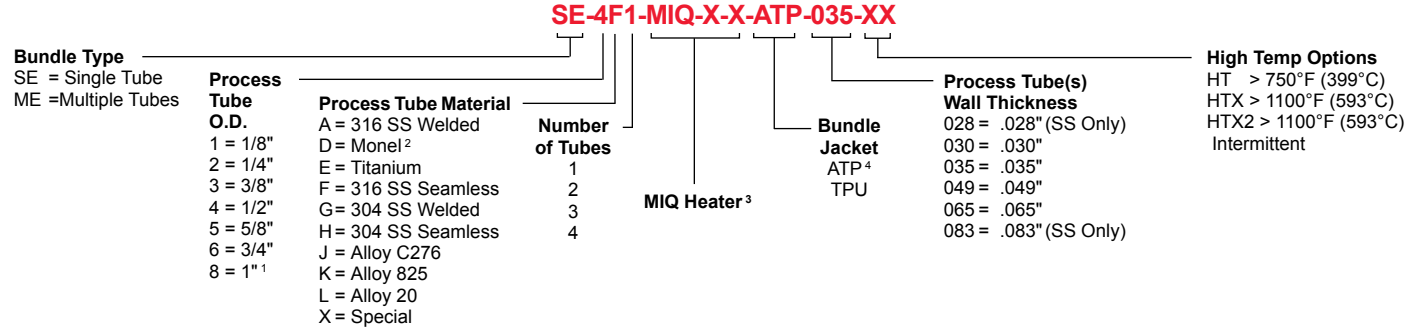 SE-4F1-MIQ-X-X-ATP-035-XX
Bundle Type
SE = Single Tube
ME =Multiple Tubes
Process
Tube
O.D.
1 = 1/8"
2 = 1/4"
3 = 3/8"
4 = 1/2"
5 = 5/8"
6 = 3/4"
8 = 1" 1
Process Tube Material
A = 316 SS Welded
D = Monel 2
E = Titanium
F = 316 SS Seamless
G = 304 SS Welded
H = 304 SS Seamless
J = Alloy C276
K = Alloy 825
L = Alloy 20
X = Special
Number
of Tubes
1
2
3
4
MIQ Heater 3
Bundle
Jacket
ATP 4
TPU
Process Tube(s)
Wall Thickness
028 = .028" (SS Only)
030 = .030"
035 = .035"
049 = .049"
065 = .065"
083 = .083" (SS Only)
High Temp Options
HT > 750°F (399°C)
HTX > 1100°F (593°C)
HTX2 > 1100°F (593°C)
Intermittent